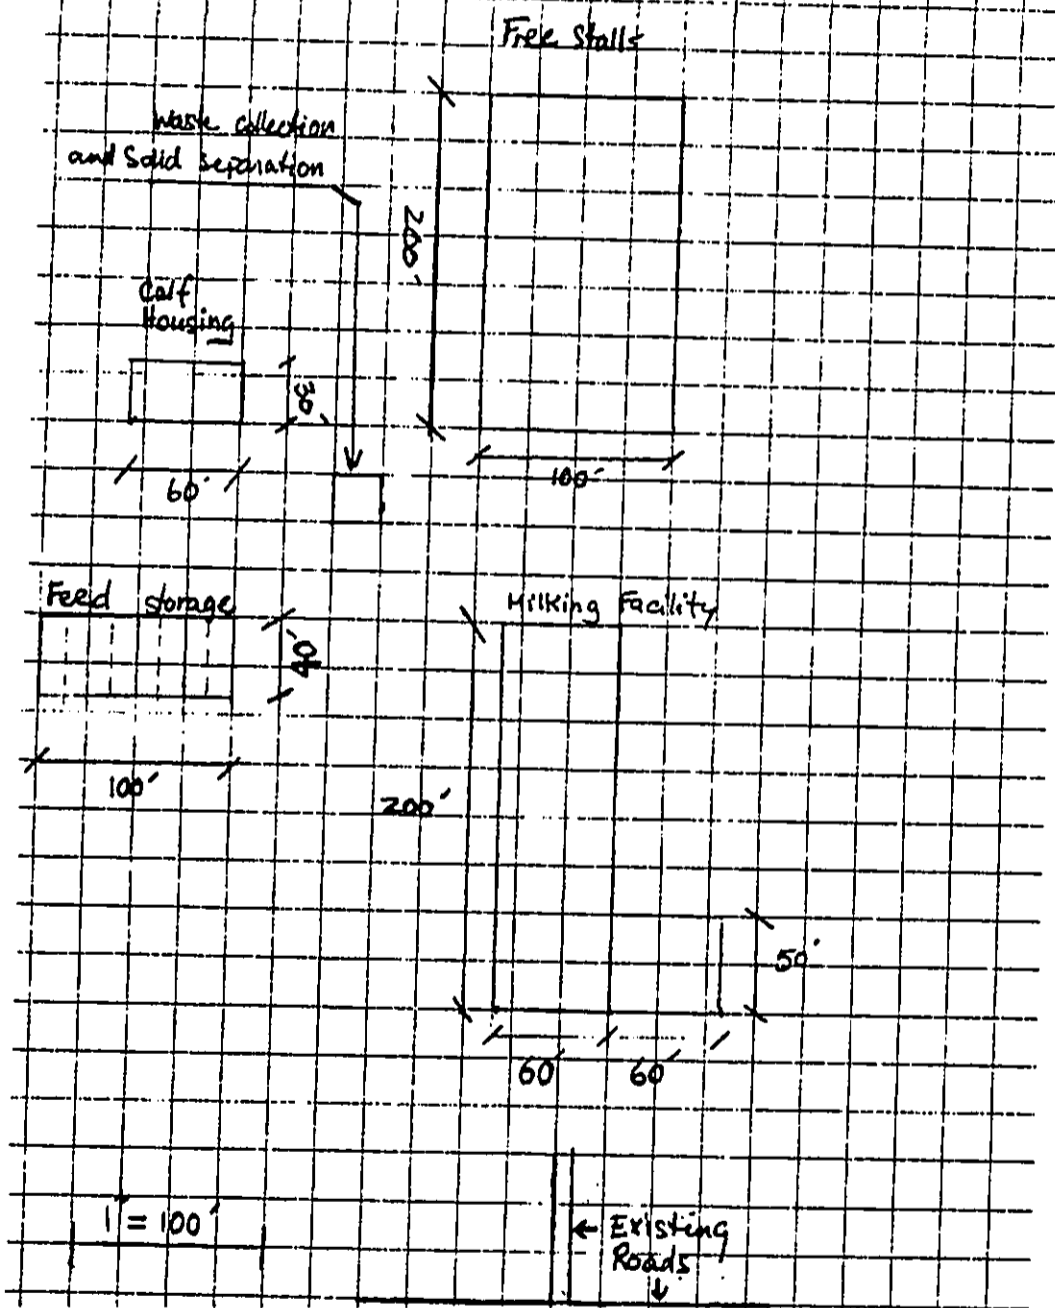 Free Stalls
Waste collection
and Solid separation
200'
Calf
Housing
30'
60'
100'
Feed storage
Milking Facility
40'
100'
200'
50'
60' 60'
1" = 100'
← Existing
Roads